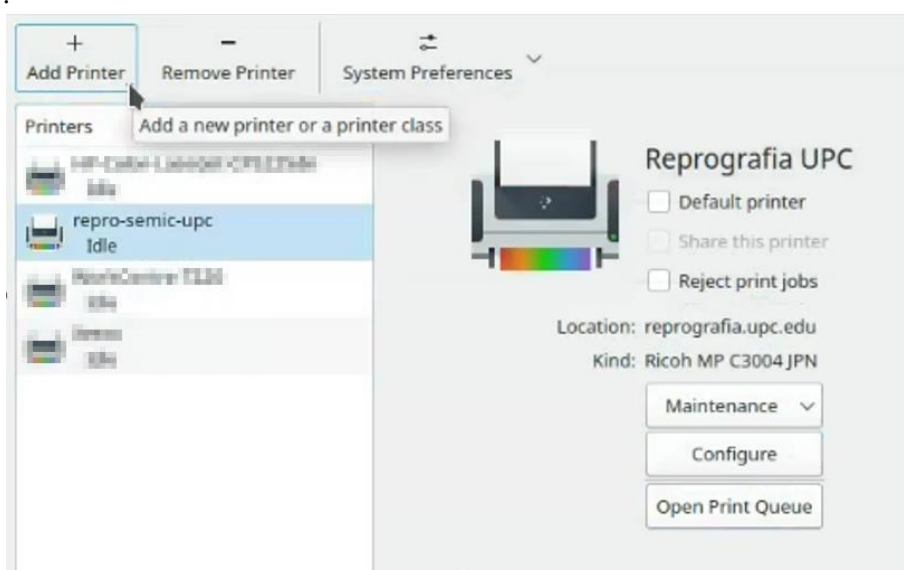 + −
Add Printer Remove Printer System Preferences
Add a new printer or a printer class
Printers
repro-semic-upc
Idle
Reprografia UPC
Default printer
Share this printer
Reject print jobs
Location: reprografia.upc.edu
Kind: Ricoh MP C3004 JPN
Maintenance
Configure
Open Print Queue